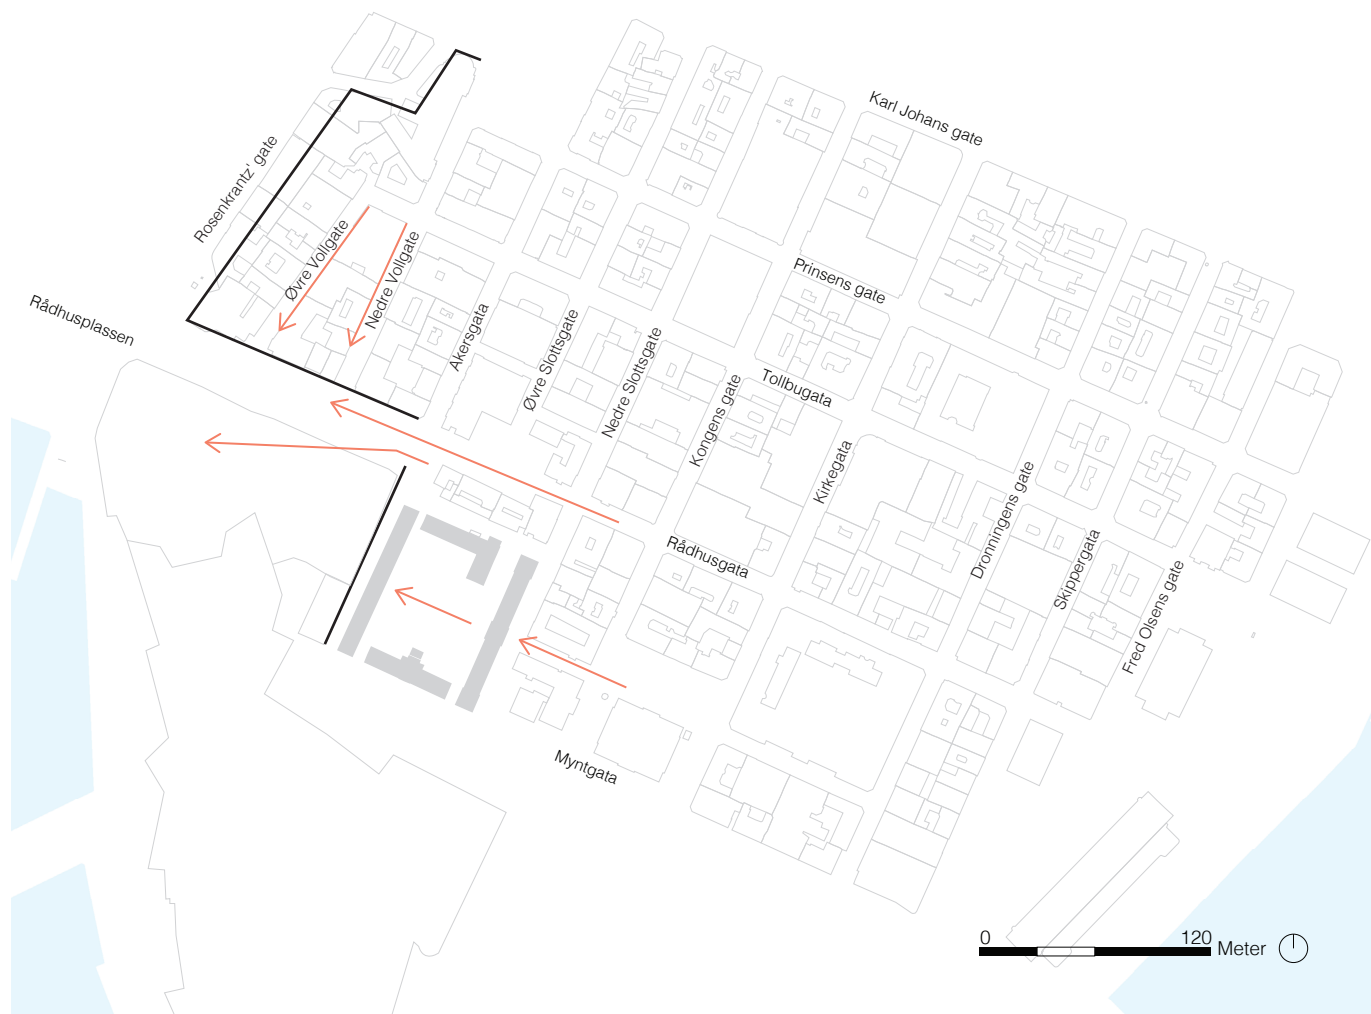 Karl Johans gate
Rosenkrantz' gate
Øvre Vollgate
Nedre Vollgate
Prinsens gate
Rådhusplassen
Akersgata
Øvre Slottsgate
Nedre Slottsgate
Kongens gate
Tollbugata
Kirkegata
Dronningens gate
Rådhusgata
Skippergata
Fred Olsens gate
Myntgata
0 120 Meter